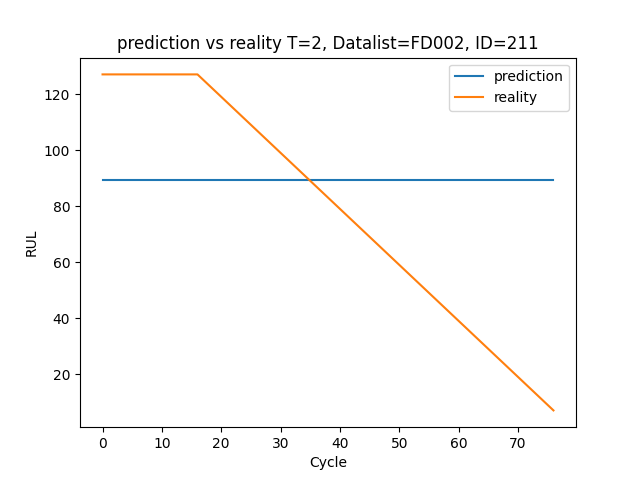 prediction vs reality T=2, Datalist=FD002, ID=211
prediction
reality
120
100
80
60
40
20
RUL
0 10 20 30 40 50 60 70
Cycle